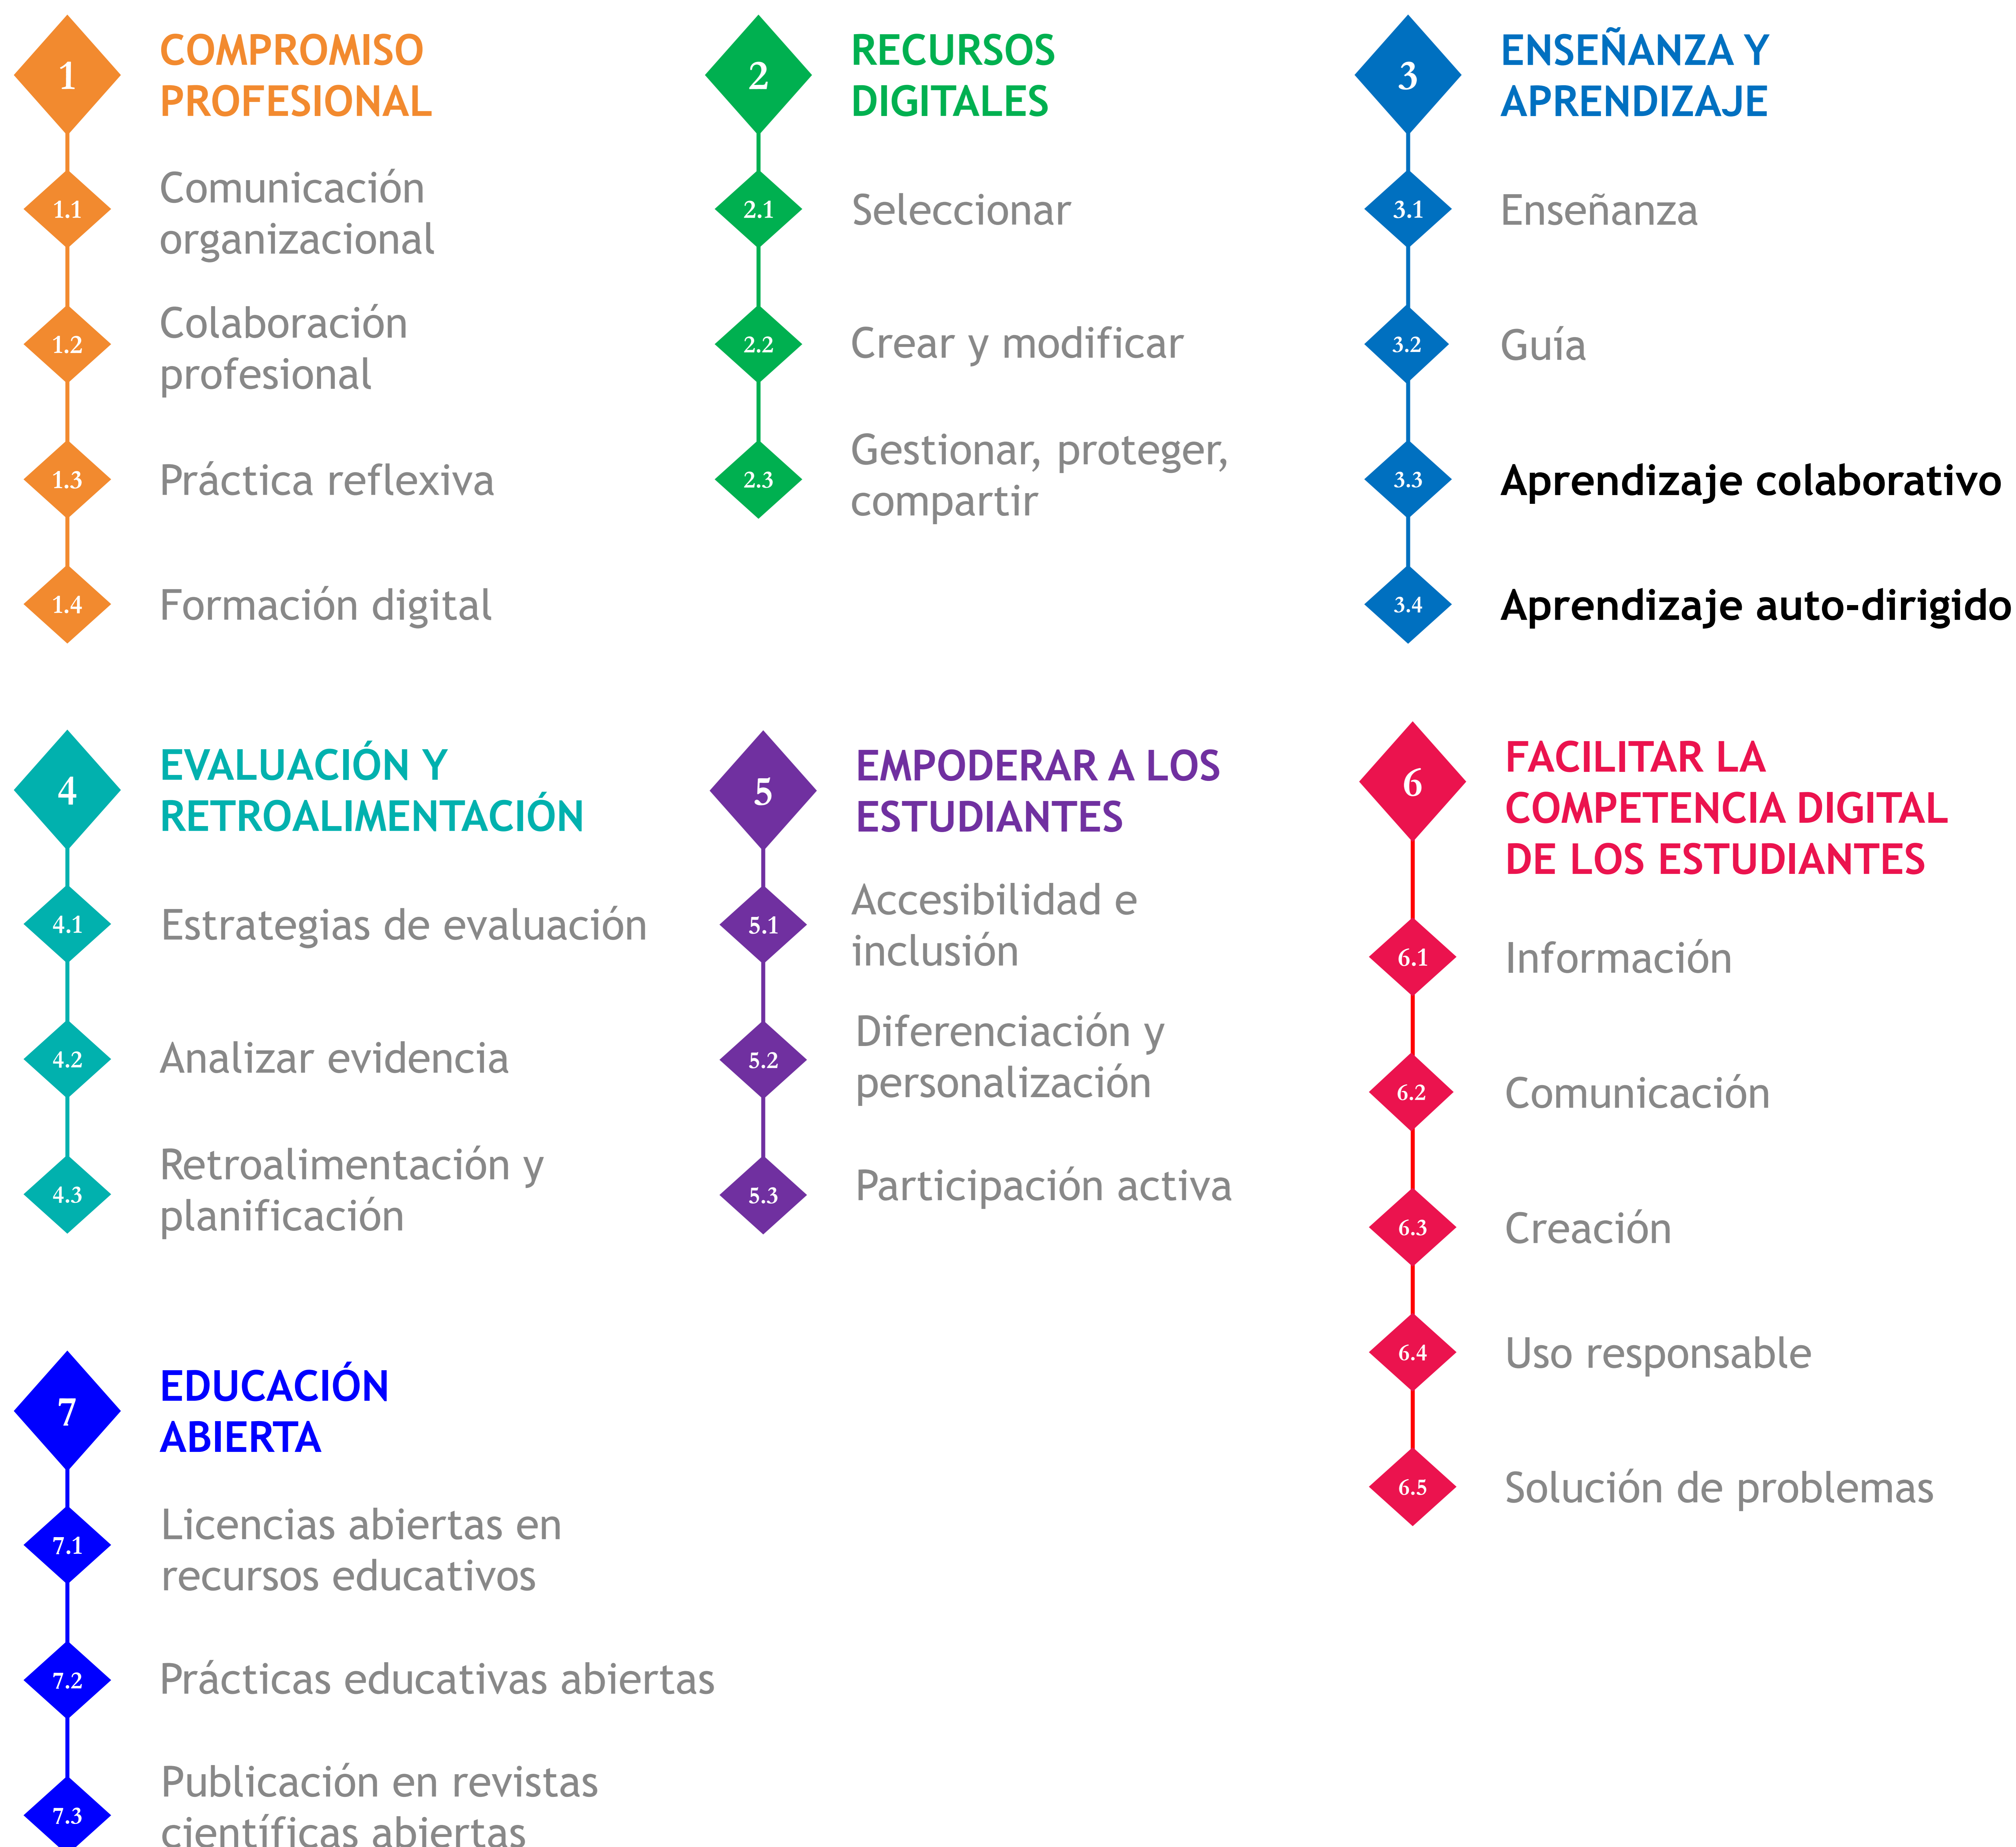 1
COMPROMISO
PROFESIONAL
1.1
Comunicación
organizacional
1.2
Colaboración
profesional
1.3
Práctica reflexiva
1.4
Formación digital
2
RECURSOS
DIGITALES
2.1
Seleccionar
2.2
Crear y modificar
2.3
Gestionar, proteger,
compartir
3
ENSEÑANZA Y
APRENDIZAJE
3.1
Enseñanza
3.2
Guía
3.3
Aprendizaje colaborativo
3.4
Aprendizaje auto-dirigido
4
EVALUACIÓN Y
RETROALIMENTACIÓN
4.1
Estrategias de evaluación
4.2
Analizar evidencia
4.3
Retroalimentación y
planificación
5
EMPODERAR A LOS
ESTUDIANTES
5.1
Accesibilidad e
inclusión
5.2
Diferenciación y
personalización
5.3
Participación activa
6
FACILITAR LA
COMPETENCIA DIGITAL
DE LOS ESTUDIANTES
6.1
Información
6.2
Comunicación
6.3
Creación
6.4
Uso responsable
6.5
Solución de problemas
7
EDUCACIÓN
ABIERTA
7.1
Licencias abiertas en
recursos educativos
7.2
Prácticas educativas abiertas
7.3
Publicación en revistas
científicas abiertas